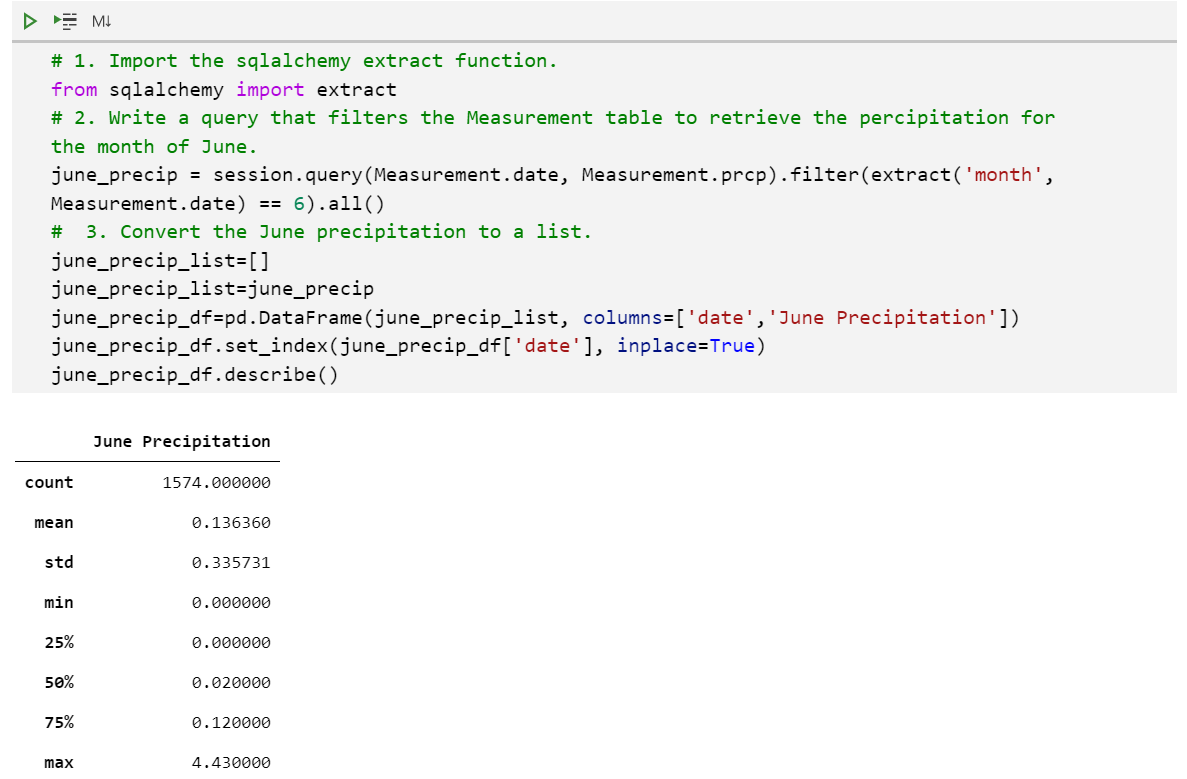 M↓
# 1. Import the sqlalchemy extract function.
from sqlalchemy import extract
# 2. Write a query that filters the Measurement table to retrieve the percipitation for
the month of June.
june_precip = session.query(Measurement.date, Measurement.prcp).filter(extract('month',
Measurement.date) == 6).all()
#  3. Convert the June precipitation to a list.
june_precip_list=[]
june_precip_list=june_precip
june_precip_df=pd.DataFrame(june_precip_list, columns=['date','June Precipitation'])
june_precip_df.set_index(june_precip_df['date'], inplace=True)
june_precip_df.describe()
June Precipitation
count 1574.000000
mean 0.136360
std 0.335731
min 0.000000
25% 0.000000
50% 0.020000
75% 0.120000
max 4.430000